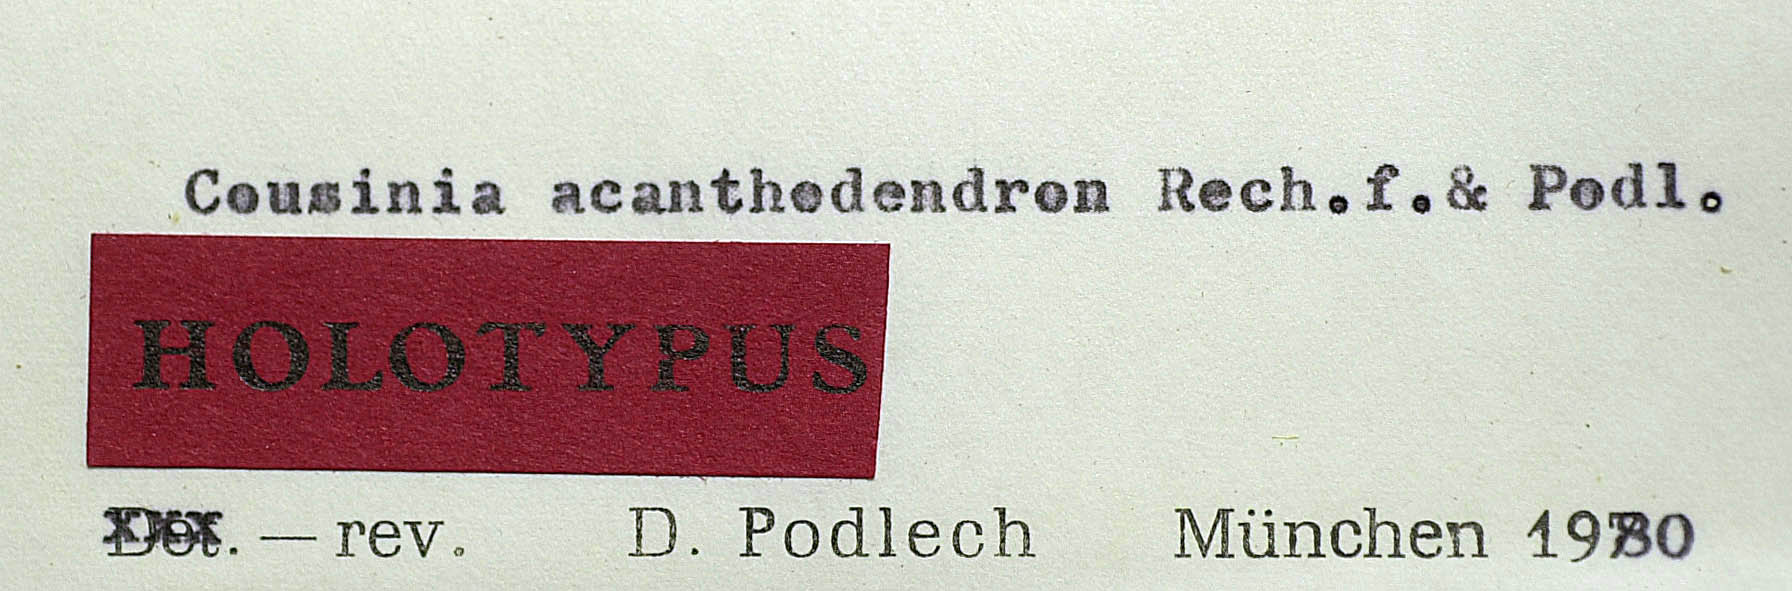 Cousinia acanthodendron Rech.f.& Podl.
HOLOTYPUS
Det. — rev. D. Podlech München 1980